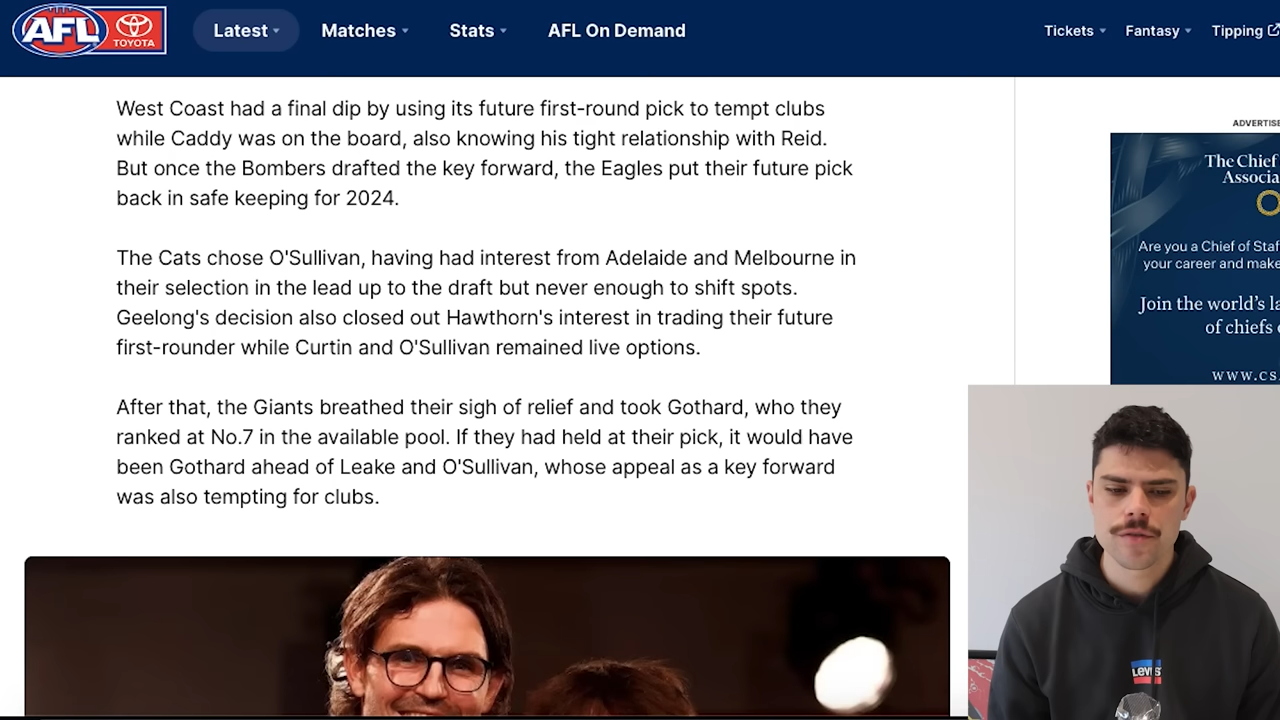 AFL
TOYOTA
Latest
Matches
Stats
AFL On Demand
Tickets
Fantasy
Tipping
West Coast had a final dip by using its future first-round pick to tempt clubs
while Caddy was on the board, also knowing his tight relationship with Reid.
But once the Bombers drafted the key forward, the Eagles put their future pick
back in safe keeping for 2024.
The Cats chose O'Sullivan, having had interest from Adelaide and Melbourne in
their selection in the lead up to the draft but never enough to shift spots.
Geelong's decision also closed out Hawthorn's interest in trading their future
first-rounder while Curtin and O'Sullivan remained live options.
After that, the Giants breathed their sigh of relief and took Gothard, who they
ranked at No.7 in the available pool. If they had held at their pick, it would have
been Gothard ahead of Leake and O'Sullivan, whose appeal as a key forward
was also tempting for clubs.
The Chief
Are you a Chief of
your career and make
Join the world's
of chiefs
Levi's